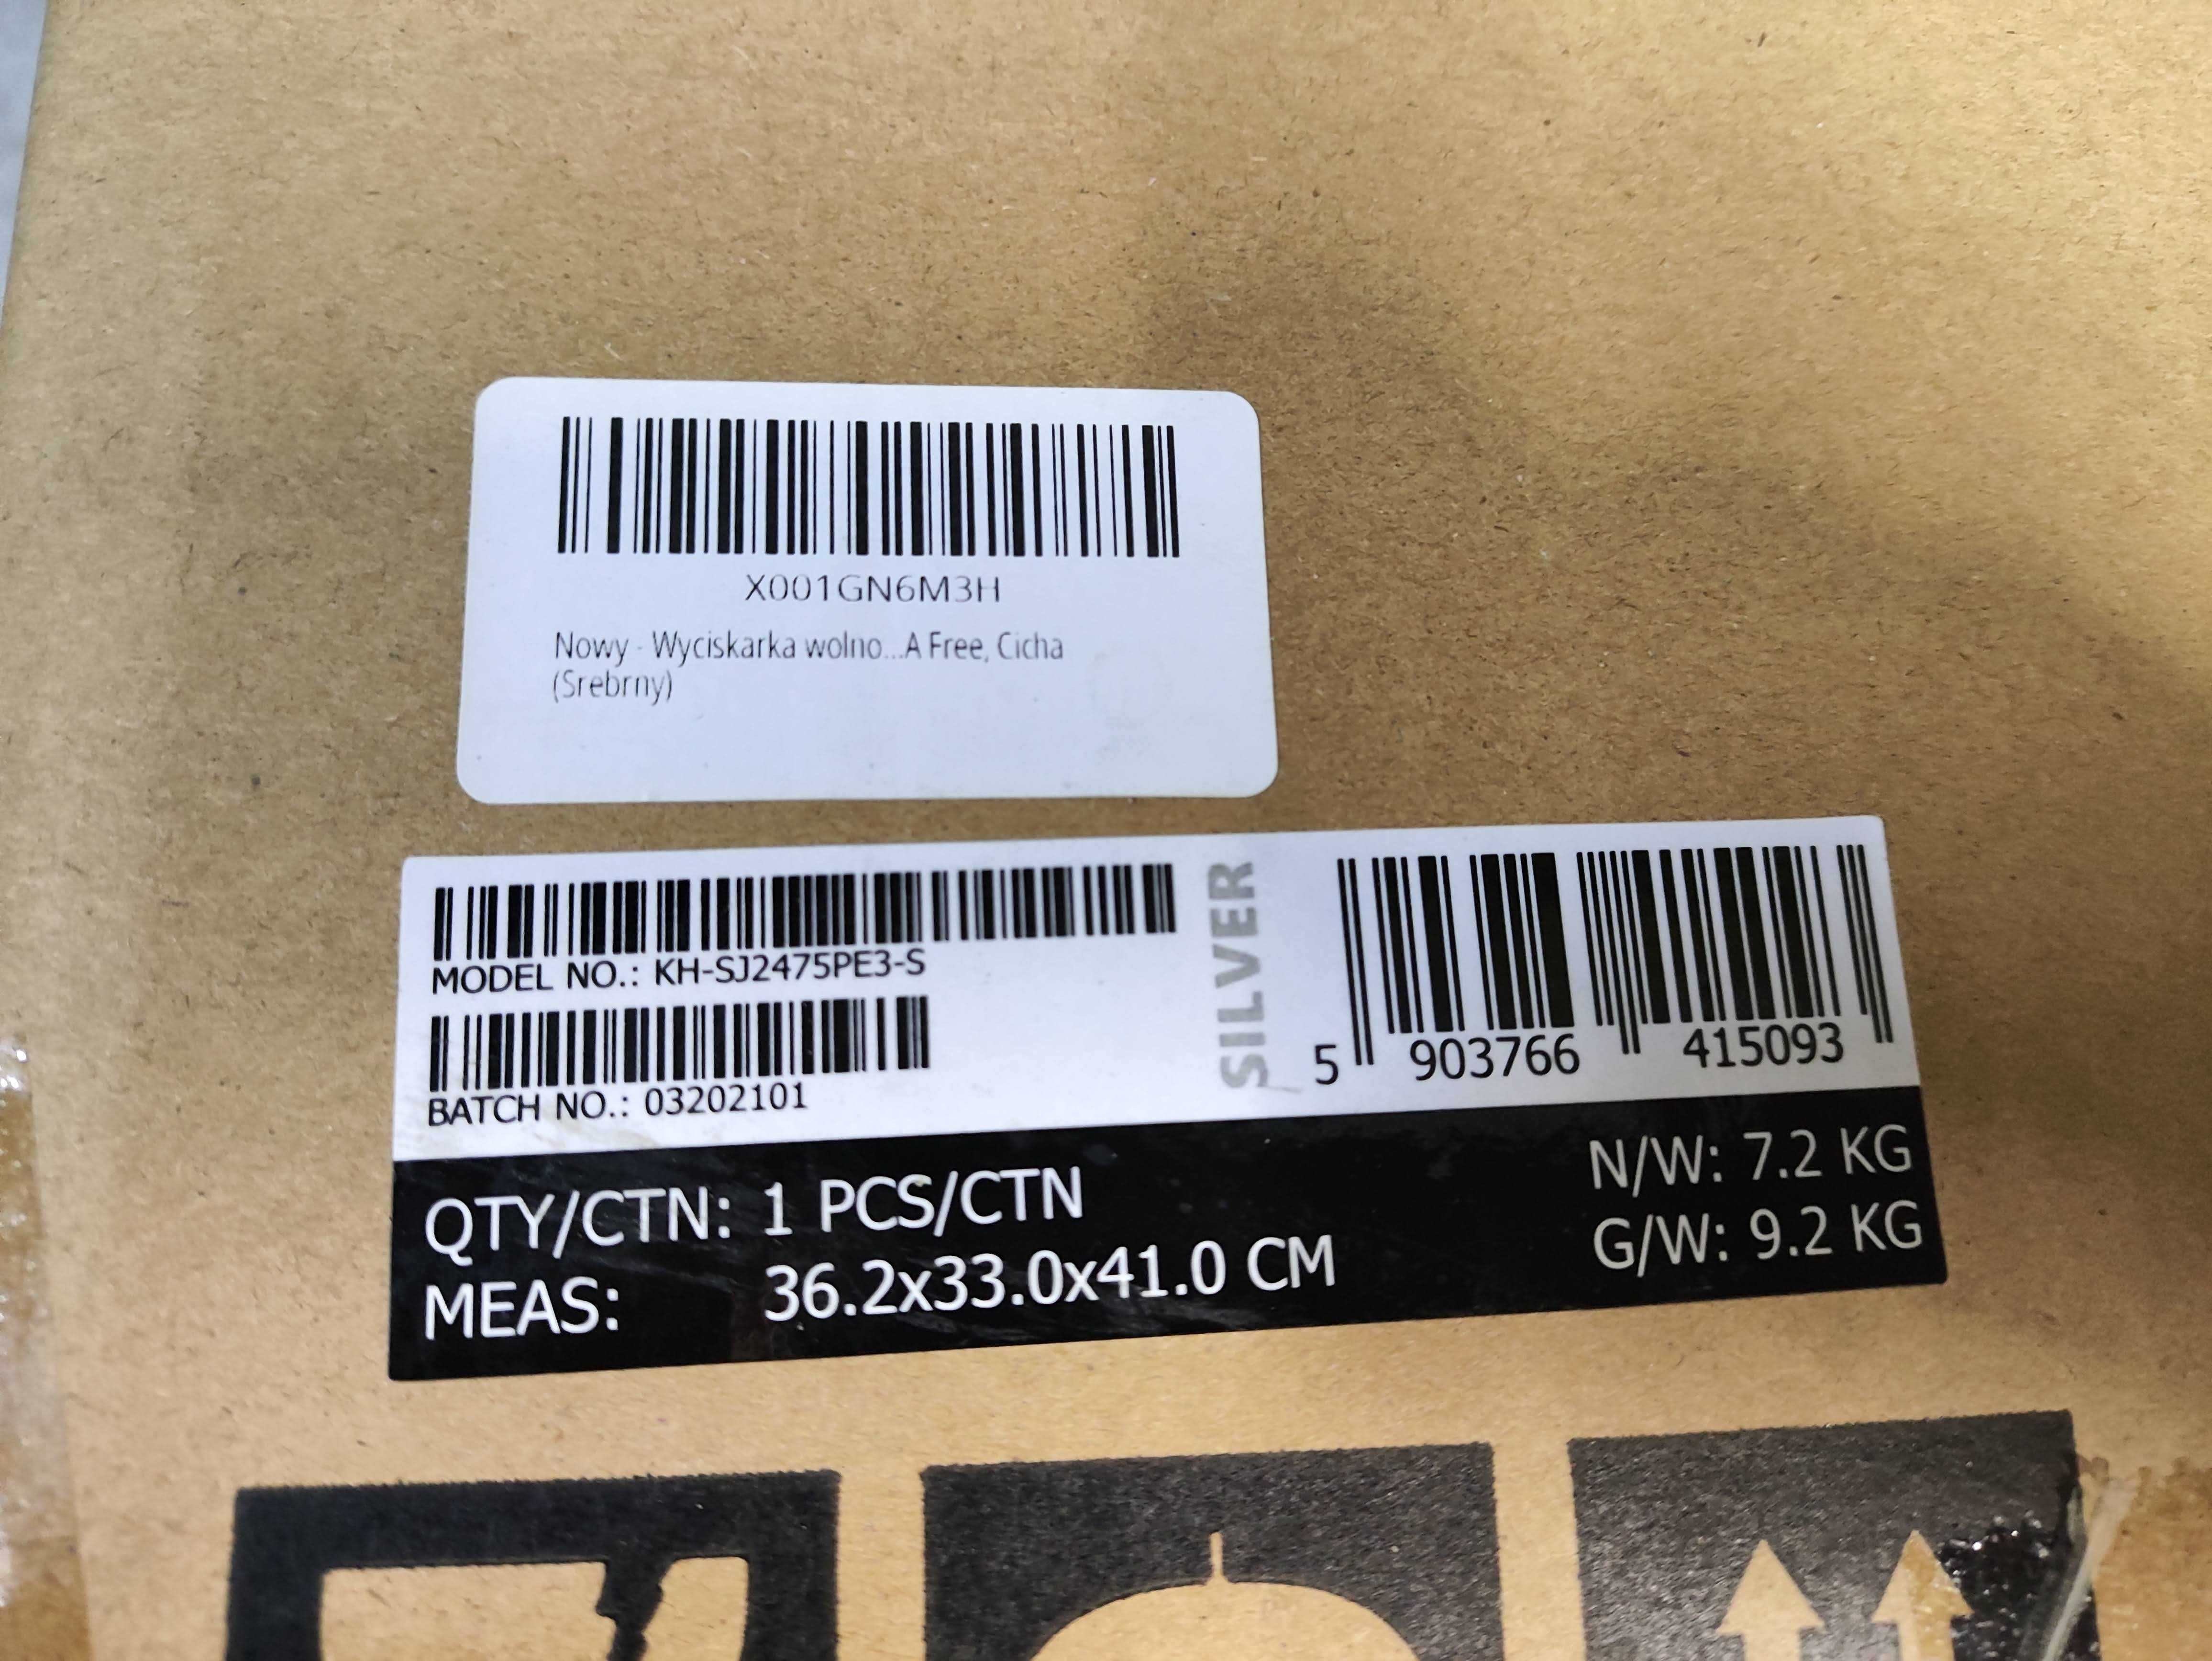 X001GN6M3H
Nowy - Wyciskarka wolno...A Free, Cicha
(Srebrny)
MODEL NO.: KH-SJ2475PE3-S
BATCH NO.: 03202101
SILVER
5 903766 415093
QTY/CTN: 1 PCS/CTN
MEAS: 36.2x33.0x41.0 CM
N/W: 7.2 KG
G/W: 9.2 KG